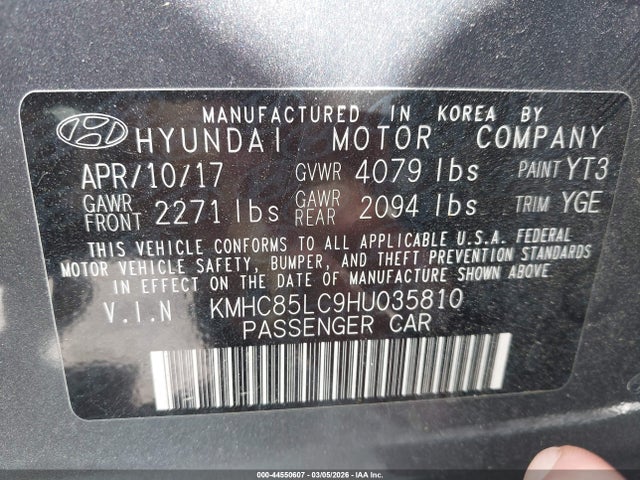 MANUFACTURED IN KOREA BY
HYUNDAI MOTOR COMPANY
APR/10/17 GVWR 4079 lbs PAINT YT3
GAWR FRONT 2271 lbs GAWR REAR 2094 lbs TRIM YGE
THIS VEHICLE CONFORMS TO ALL APPLICABLE U.S.A. FEDERAL
MOTOR VEHICLE SAFETY, BUMPER, AND THEFT PREVENTION STANDARDS
IN EFFECT ON THE DATE OF MANUFACTURE SHOWN ABOVE.
V.I.N KMHC85LC9HU035810
PASSENGER CAR
000-44550607 - 03/05/2026 - IAAI, Inc.